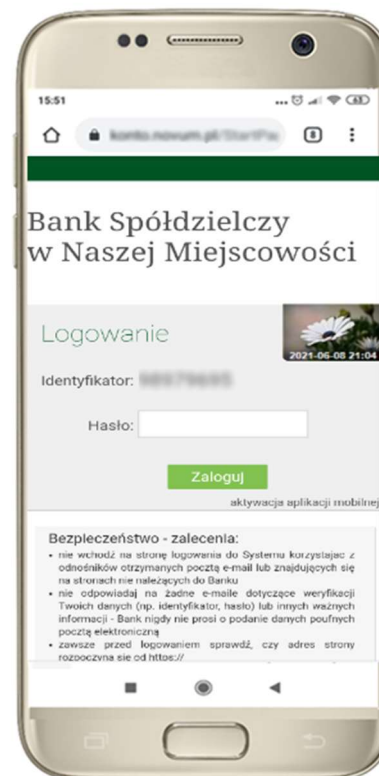 15:51
63
8
Bank Spółdzielczy
w Naszej Miejscowości
Logowanie
2021-06-08 21:04
Identyfikator:
Hasło:
Zaloguj
aktywacja aplikacji mobilnej
Bezpieczeństwo - zalecenia:
• nie wchodź na stronę logowania do Systemu korzystajac z
odnośników otrzymanych pocztą e-mail lub znajdujących się
na stronach nie należących do Banku
• nie odpowiadaj na żadne e-maile dotyczące weryfikacji
Twoich danych (np. identyfikator, hasło) lub innych ważnych
informacji - Bank nigdy nie prosi o podanie danych poufnych
pocztą elektroniczną
• zawsze przed logowaniem sprawdź, czy adres strony
rozpoczyna się od https://